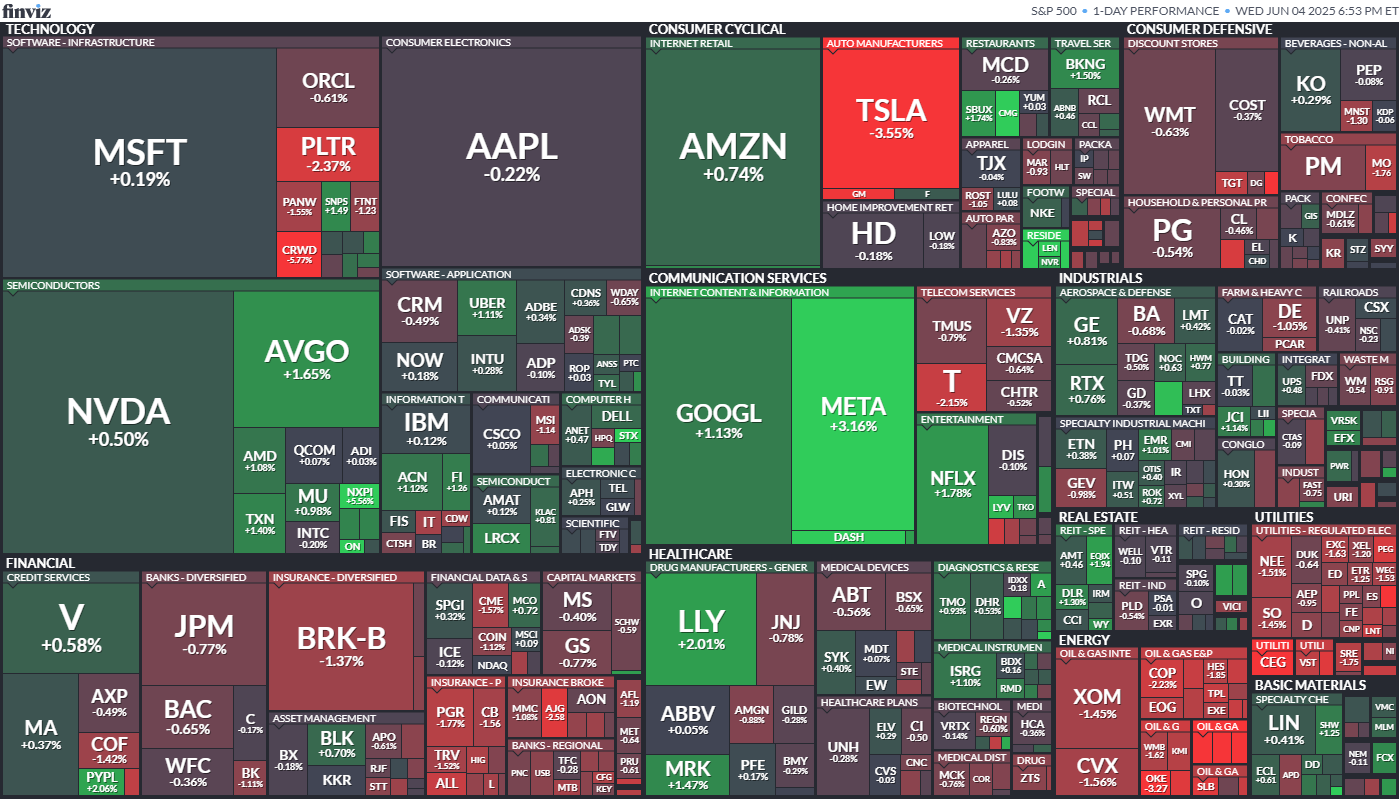 finviz
S&P 500 • 1-DAY PERFORMANCE • WED JUN 04 2025 6:53 PM ET
TECHNOLOGY
SOFTWARE - INFRASTRUCTURE
MSFT
+0.19%
ORCL
-0.61%
PLTR
-2.37%
PANW
-1.55%
SNPS
+1.49
FTNT
-1.23
CRWD
-5.77%
CONSUMER ELECTRONICS
AAPL
-0.22%
SEMICONDUCTORS
NVDA
+0.50%
AVGO
+1.65%
AMD
+1.08%
QCOM
+0.07%
ADI
+0.03%
TXN
+1.40%
MU
+0.98%
NXPI
+5.56%
INTC
-0.20%
ON
SOFTWARE - APPLICATION
CRM
-0.49%
UBER
+1.11%
ADBE
+0.34%
CDNS
+0.36%
WDAY
-0.65%
NOW
+0.18%
INTU
+0.28%
ADP
-0.10%
ADSK
-0.39
ROP
+0.03
ANSS
PTC
TYL
INFORMATION T
IBM
+0.12%
ACN
+1.12%
FI
+1.26
FIS
IT
CDW
CTSH
BR
COMMUNICATI
CSCO
+0.05%
MSI
-1.14
COMPUTER H
DELL
ANET
+0.47
HPQ
STX
SEMICONDUCT
AMAT
+0.12%
KLAC
+0.81
LRCX
ELECTRONIC C
APH
+0.25%
TEL
GLW
SCIENTIFIC
FTV
TDY
CONSUMER CYCLICAL
INTERNET RETAIL
AMZN
+0.74%
AUTO MANUFACTURERS
TSLA
-3.55%
GM
F
HOME IMPROVEMENT RET
HD
-0.18%
LOW
-0.18%
RESTAURANTS
MCD
-0.26%
SBUX
+1.74%
CMG
YUM
+0.03
TRAVEL SER
BKNG
+1.50%
ABNB
+0.46
RCL
CCL
APPAREL
TJX
-0.04%
ROST
-1.05
LULU
+0.08
LODGIN
MAR
-0.93
HLT
PACKA
IP
SW
FOOTW
NKE
SPECIAL
AUTO PAR
AZO
-0.83%
RESIDE
LEN
NVR
CONSUMER DEFENSIVE
DISCOUNT STORES
WMT
-0.63%
COST
-0.37%
TGT
DG
BEVERAGES - NON-AL
KO
+0.29%
PEP
-0.08%
MNST
-1.30
KDP
-0.06
TOBACCO
PM
MO
-1.76
HOUSEHOLD & PERSONAL PR
PG
-0.54%
CL
-0.46%
EL
CHD
PACK
GIS
K
CONFEC
MDLZ
-0.61%
KR
STZ
SYY
COMMUNICATION SERVICES
INTERNET CONTENT & INFORMATION
GOOGL
+1.13%
META
+3.16%
DASH
TELECOM SERVICES
TMUS
-0.79%
VZ
-1.35%
T
-2.15%
CMCSA
-0.64%
CHTR
-0.52%
ENTERTAINMENT
NFLX
+1.78%
DIS
-0.10%
LYV
TKO
INDUSTRIALS
AEROSPACE & DEFENSE
GE
+0.81%
BA
-0.68%
LMT
+0.42%
RTX
+0.76%
TDG
-0.50%
NOC
+0.63
HWM
+0.77
GD
-0.37%
LHX
TXT
FARM & HEAVY C
CAT
-0.02%
DE
-1.05%
PCAR
RAILROADS
UNP
-0.41%
CSX
NSC
-0.23
BUILDING
TT
-0.03%
JCI
+1.14%
LII
INTEGRAT
UPS
+0.48
FDX
WASTE M
WM
-0.54
RSG
-0.91
SPECIALTY INDUSTRIAL MACHI
ETN
+0.38%
PH
+0.07
EMR
+1.01%
CMI
GEV
-0.98%
ITW
+0.51
OTIS
+0.40
IR
ROK
+0.72
XYL
CONGLO
HON
+0.30%
SPECIA
CTAS
-0.09
VRSK
EFX
INDUST
FAST
-0.75
PWR
URI
FINANCIAL
CREDIT SERVICES
V
+0.58%
MA
+0.37%
AXP
-0.49%
COF
-1.42%
PYPL
+2.06%
BANKS - DIVERSIFIED
JPM
-0.77%
BAC
-0.65%
C
-0.17%
WFC
-0.36%
BK
-1.11%
INSURANCE - DIVERSIFIED
BRK-B
-1.37%
ASSET MANAGEMENT
BX
-0.18%
BLK
+0.70%
KKR
APO
-0.61%
RJF
STT
FINANCIAL DATA & S
SPGI
+0.32%
CME
-1.57%
MCO
+0.72
ICE
-0.12%
COIN
-1.12%
MSCI
+0.09
NDAQ
CAPITAL MARKETS
MS
-0.40%
GS
-0.77%
SCHW
-0.59
INSURANCE - P
PGR
-1.77%
CB
-1.56
TRV
-1.52%
HIG
ALL
INSURANCE BROKE
MMC
-1.08%
AJG
-2.58
AON
BANKS - REGIONAL
PNC
USB
TFC
-0.28
MTB
CFG
KEY
AFL
-1.19
MET
-0.64
PRU
-0.61
HEALTHCARE
DRUG MANUFACTURERS - GENER
LLY
+2.01%
JNJ
-0.78%
ABBV
+0.05%
AMGN
-0.88%
GILD
-0.28%
MRK
+1.47%
PFE
+0.17%
BMY
-0.29%
MEDICAL DEVICES
ABT
-0.56%
BSX
-0.65%
SYK
+0.40%
MDT
+0.07%
STE
EW
HEALTHCARE PLANS
UNH
-0.28%
ELV
+0.29
CI
-0.50
CVS
-0.03
CNC
DIAGNOSTICS & RESE
TMO
+0.93%
DHR
+0.53%
IDXX
-0.18
A
MEDICAL INSTRUMEN
ISRG
+1.10%
BDX
+0.16
RMD
BIOTECHNOL
VRTX
-0.14%
REGN
-0.60%
MEDI
HCA
-0.36%
MEDICAL DIST
MCK
-0.76%
COR
DRUG
ZTS
REAL ESTATE
REIT - SPE
AMT
+0.46
EQIX
+1.94
DLR
+1.30%
IRM
CCI
WY
REIT - HEA
WELL
-0.10
VTR
-0.11
REIT - RESID
REIT - IND
PLD
-0.54%
PSA
-0.01
EXR
SPG
-0.10%
O
VICI
UTILITIES
UTILITIES - REGULATED ELEC
NEE
-1.51%
DUK
-0.64
EXC
-1.63
XEL
-1.20
PEG
SO
-1.45%
ED
ETR
-1.25
WEC
-1.53
AEP
-0.95
PPL
ES
D
FE
CNP
LNT
UTILITI
CEG
UTILI
VST
SRE
-1.75
NI
ENERGY
OIL & GAS INTE
XOM
-1.45%
CVX
-1.56%
OIL & GAS E&P
COP
-2.23%
HES
-1.85
EOG
TPL
EXE
OIL & G
WMB
-1.62
KMI
OKE
-3.27
OIL & GA
OIL & GA
SLB
BASIC MATERIALS
SPECIALTY CHE
LIN
+0.41%
SHW
+1.25
ECL
+0.61
APD
DD
VMC
MLM
NEM
-0.11
FCX